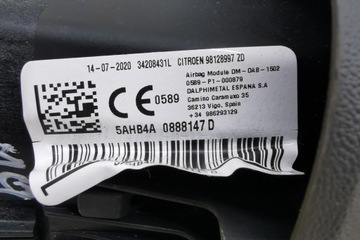 14-07-2020 34208431L CITROEN 98128997 ZD
Airbag Module DM-DAB-1502
0589-P1-000879
DALPHIMETAL ESPANA S.A
Camino Caramuxo 35
36213 Vigo. Spain
+34 986293129
CE 0589
5AHB4A 0888147 D